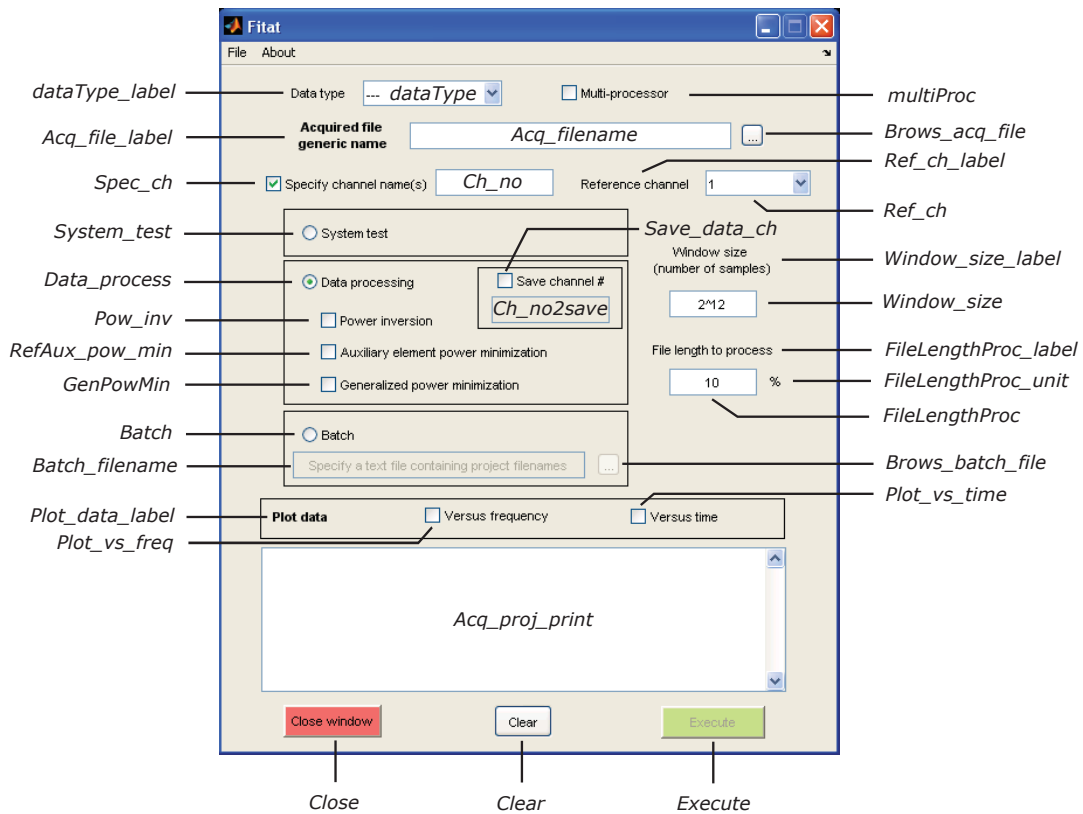 Fitat
File About
dataType_label Data type --- dataType Multi-processor multiProc
Acq_file_label Acquired file generic name Acq_filename ... Brows_acq_file
Ref_ch_label
Spec_ch Specify channel name(s) Ch_no Reference channel 1
Ref_ch
System_test System test Save_data_ch
Window size
(number of samples) Window_size_label
Data_process Data processing Save channel #
Ch_no2save 2^12 Window_size
Pow_inv Power inversion
RefAux_pow_min Auxiliary element power minimization File length to process FileLengthProc_label
GenPowMin Generalized power minimization 10 % FileLengthProc_unit
FileLengthProc
Batch Batch
Batch_filename Specify a text file containing project filenames ... Brows_batch_file
Plot_vs_time
Plot_data_label Plot data Versus frequency Versus time
Plot_vs_freq
Acq_proj_print
Close window Clear Execute
Close Clear Execute